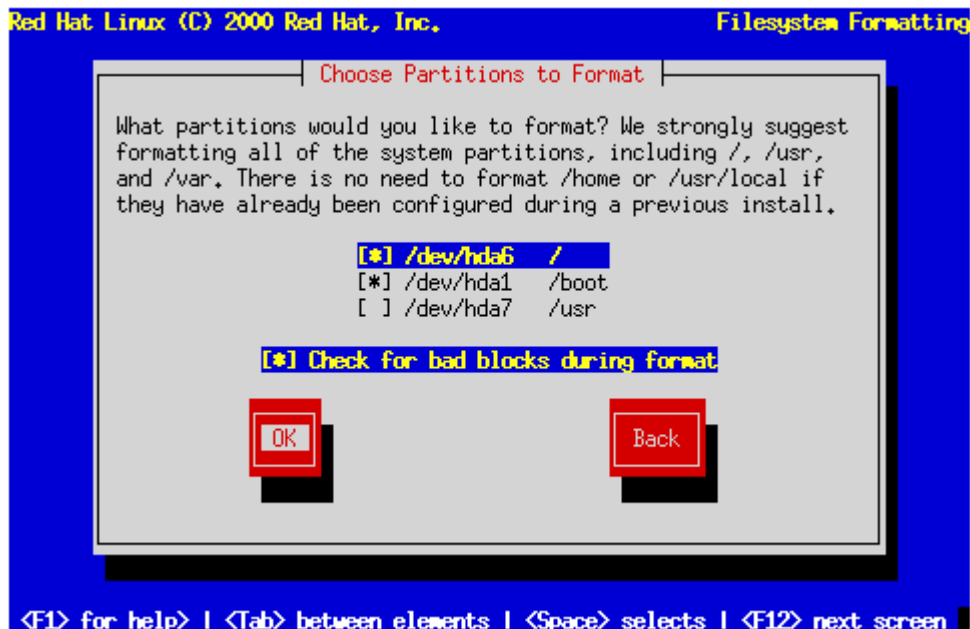 Red Hat Linux (C) 2000 Red Hat, Inc. Filesystem Formatting
Choose Partitions to Format
What partitions would you like to format? We strongly suggest
formatting all of the system partitions, including /, /usr,
and /var. There is no need to format /home or /usr/local if
they have already been configured during a previous install.
[*] /dev/hda6 /
[*] /dev/hda1 /boot
[ ] /dev/hda7 /usr
[*] Check for bad blocks during format
OK Back
<F1> for help> | <Tab> between elements | <Space> selects | <F12> next screen